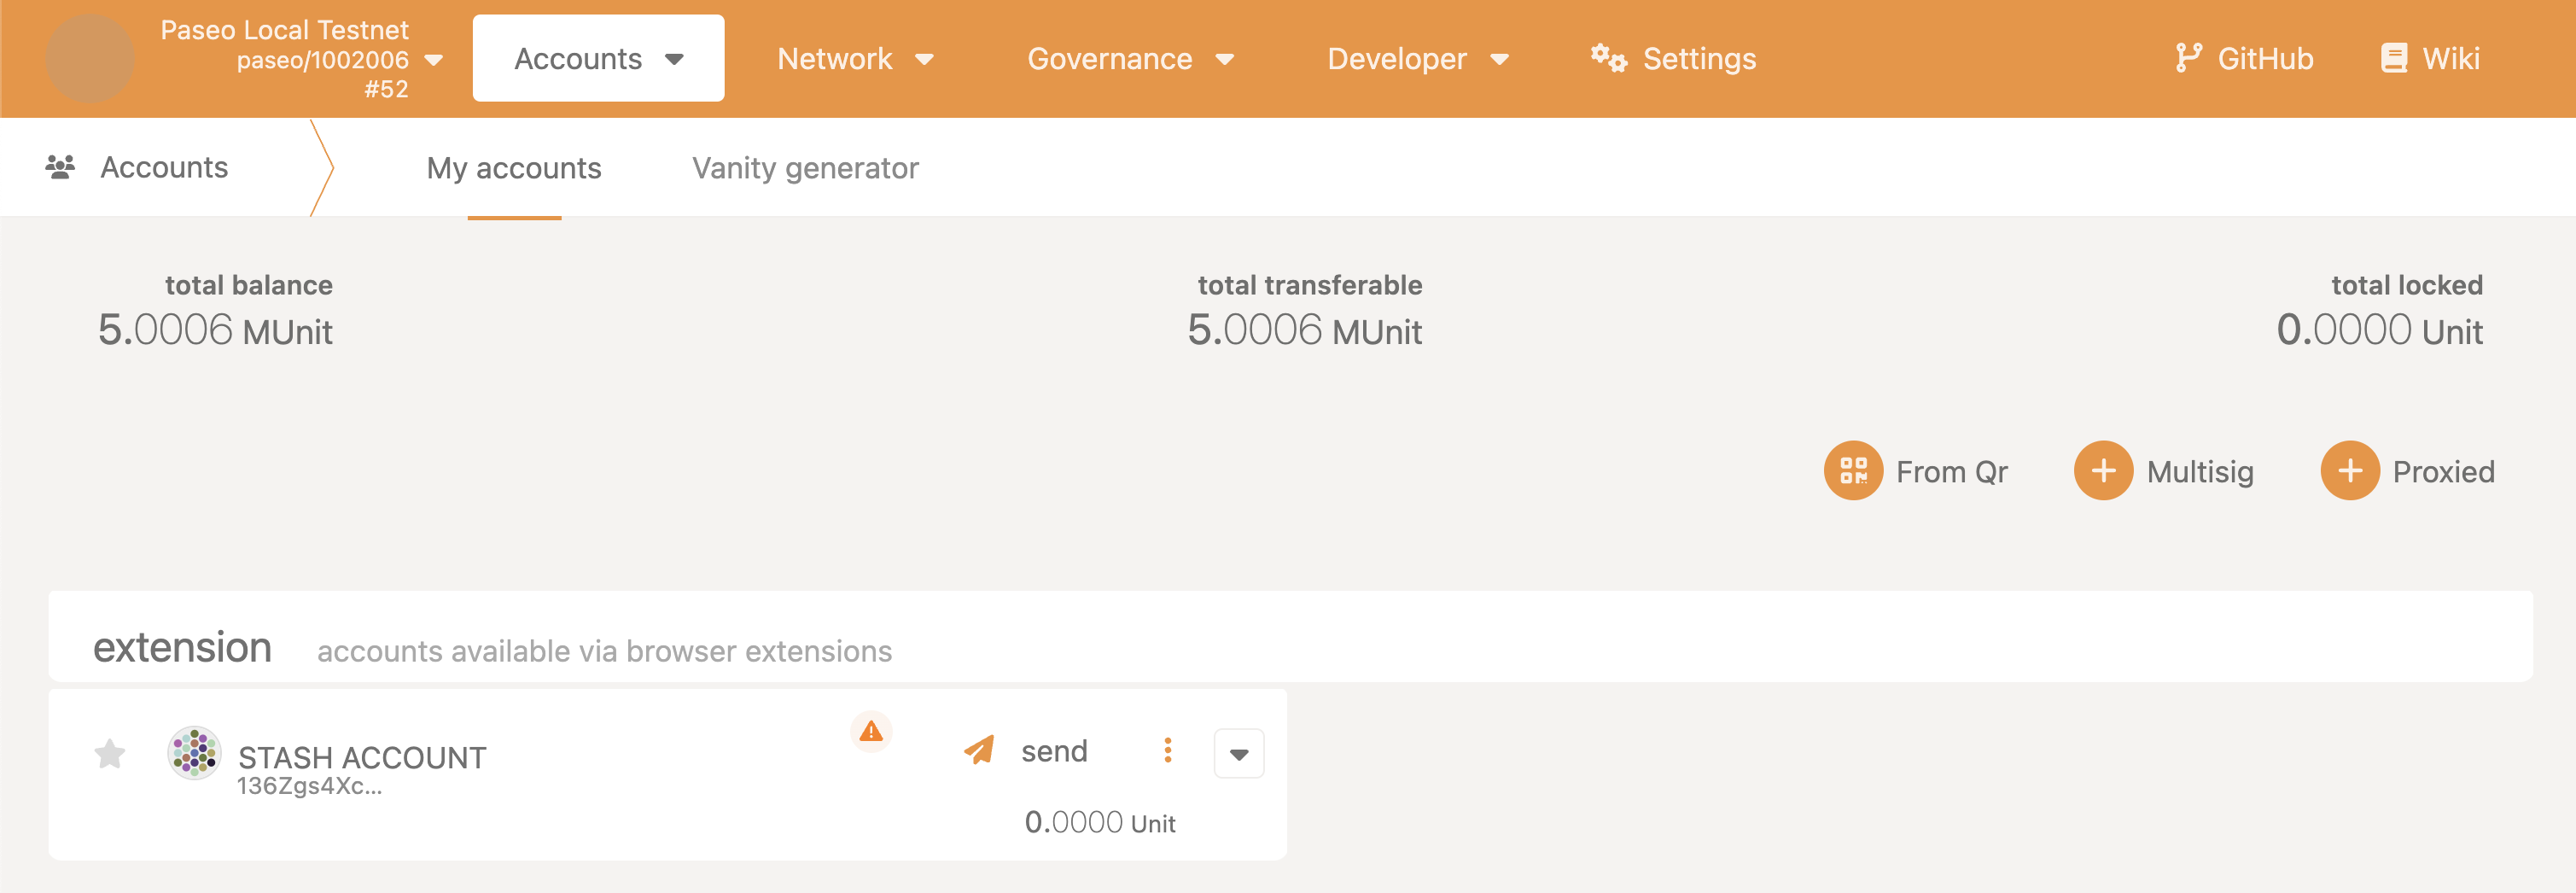 Paseo Local Testnet
paseo/1002006
#52
Accounts
Network
Governance
Developer
Settings
GitHub
Wiki
Accounts
My accounts
Vanity generator
total balance
5.0006 MUnit
total transferable
5.0006 MUnit
total locked
0.0000 Unit
From Qr
Multisig
Proxied
extension accounts available via browser extensions
STASH ACCOUNT
136Zgs4Xc...
send
0.0000 Unit